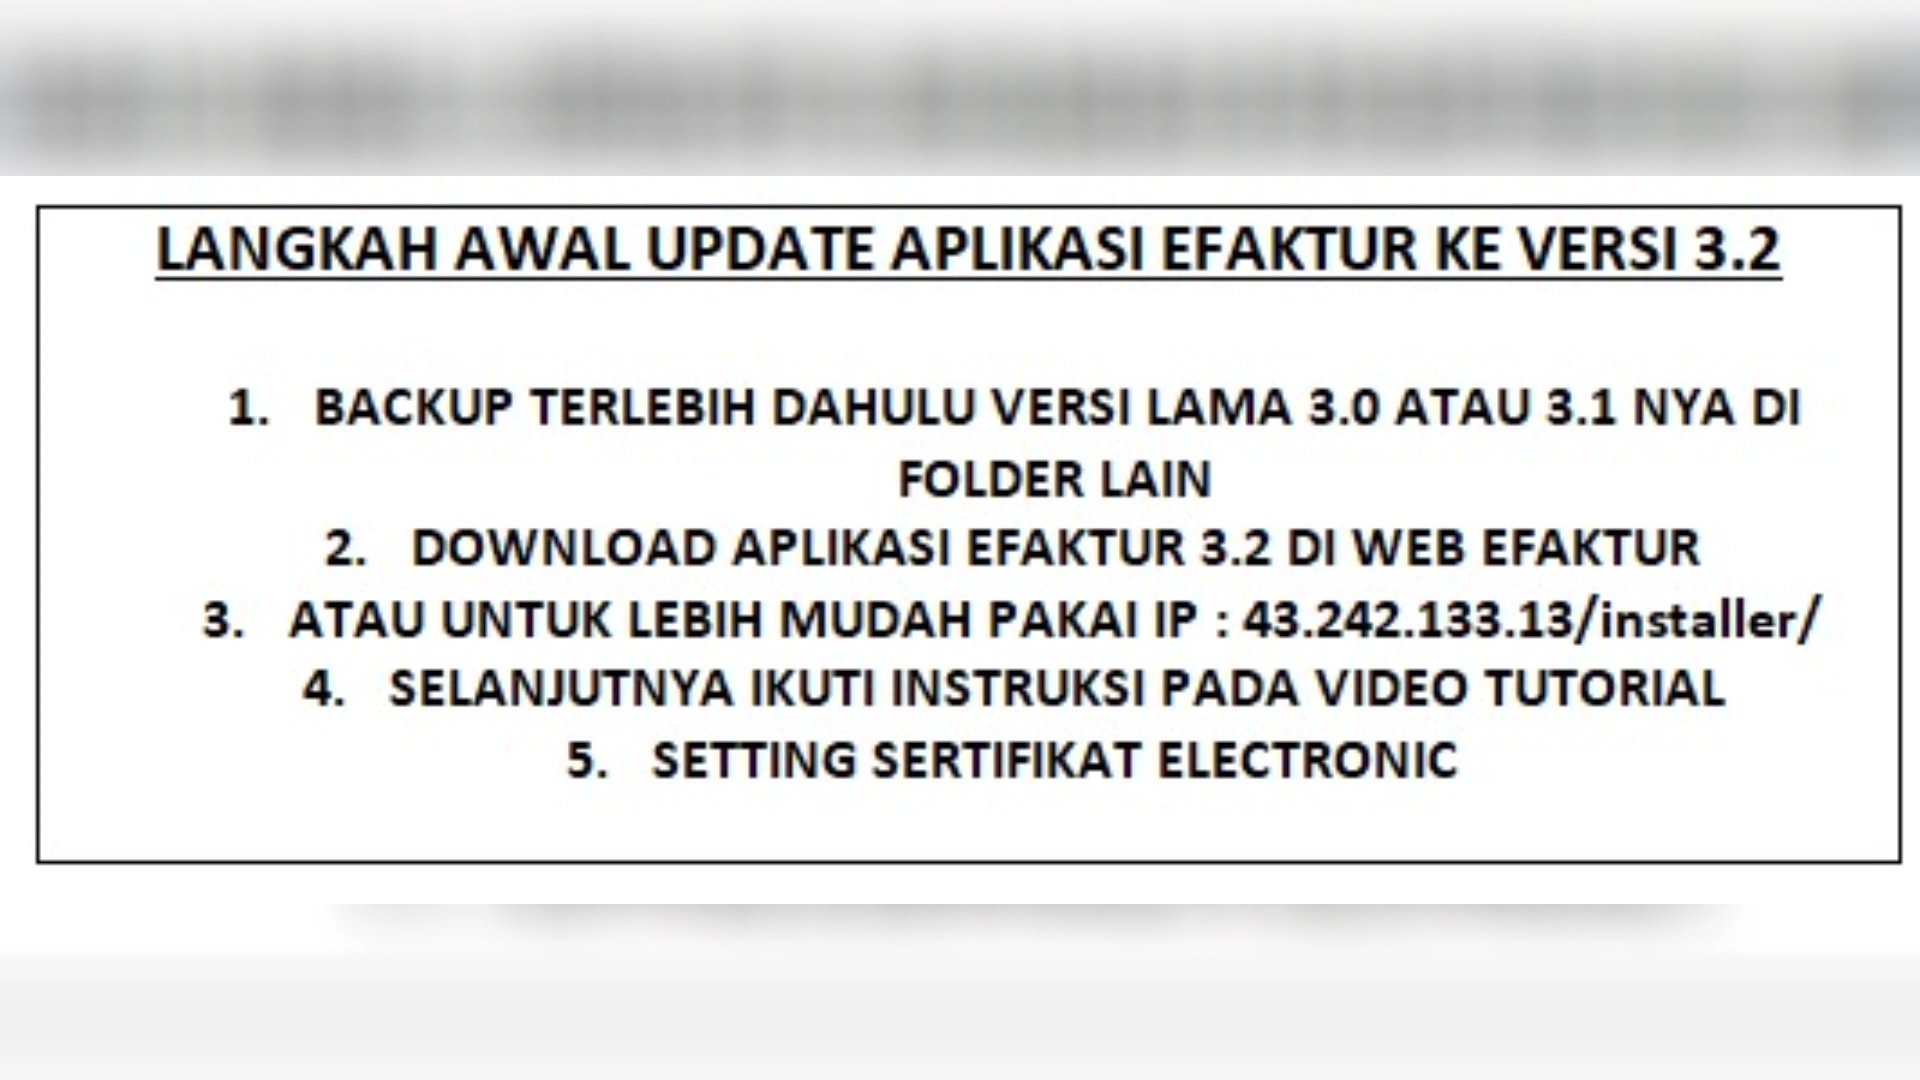 LANGKAH AWAL UPDATE APLIKASI EFAKTUR KE VERSI 3.2
1. BACKUP TERLEBIH DAHULU VERSI LAMA 3.0 ATAU 3.1 NYA DI
FOLDER LAIN
2. DOWNLOAD APLIKASI EFAKTUR 3.2 DI WEB EFAKTUR
3. ATAU UNTUK LEBIH MUDAH PAKAI IP : 43.242.133.13/installer/
4. SELANJUTNYA IKUTI INSTRUKSI PADA VIDEO TUTORIAL
5. SETTING SERTIFIKAT ELECTRONIC